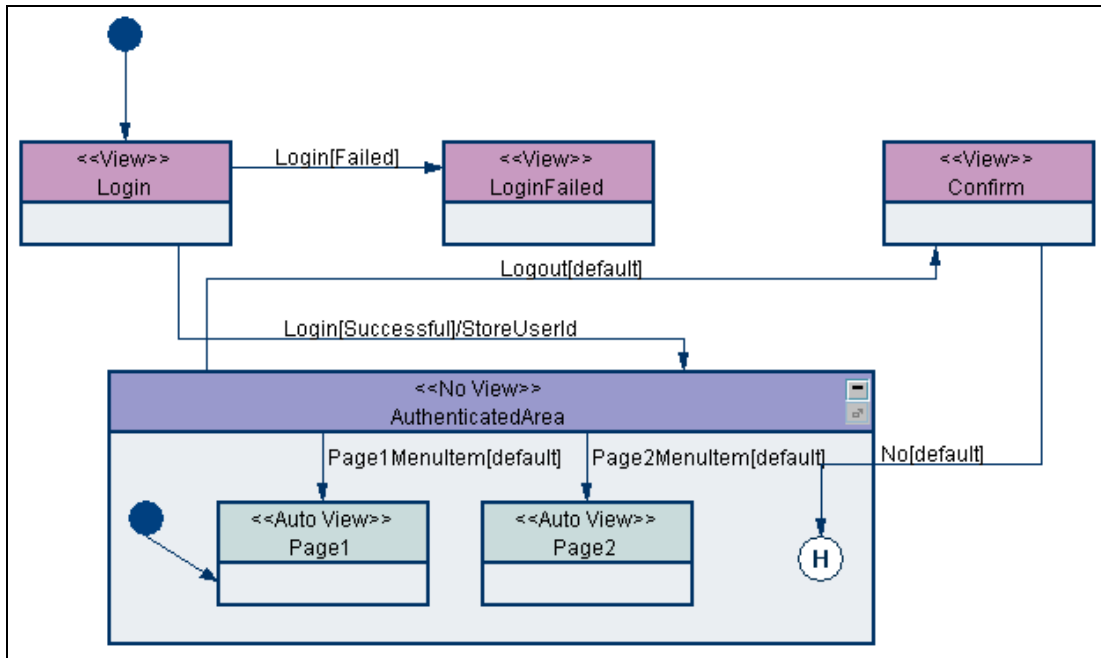 <<View>>
Login
Login[Failed]
<<View>>
LoginFailed
<<View>>
Confirm
Logout[default]
Login[Successful]/StoreUserId
<<No View>>
AuthenticatedArea
Page1MenuItem[default]
Page2MenuItem[default]
No[default]
<<Auto View>>
Page1
<<Auto View>>
Page2
H